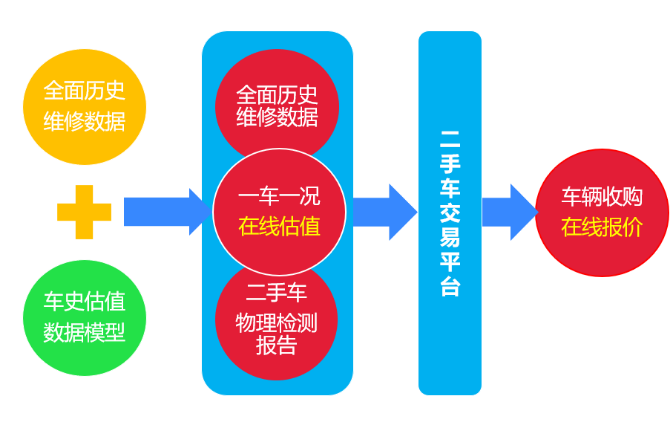 全面历史
维修数据
车史估值
数据模型
全面历史
维修数据
一车一况
在线估值
二手车
物理检测
报告
二手车交易平台
车辆收购
在线报价